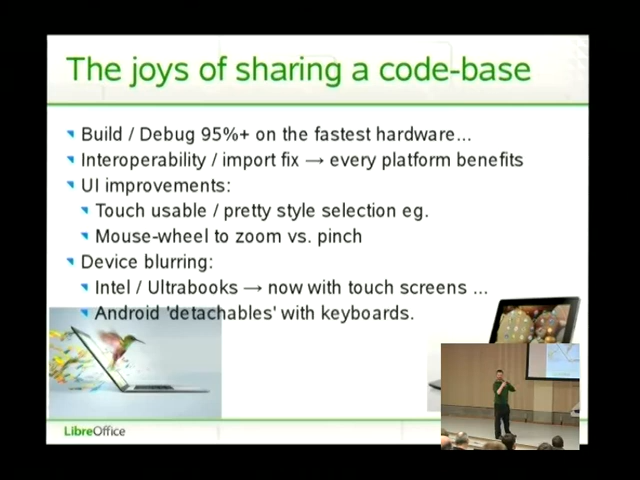 The joys of sharing a code-base
Build / Debug 95%+ on the fastest hardware...
Interoperability / import fix → every platform benefits
UI improvements:
Touch usable / pretty style selection eg.
Mouse-wheel to zoom vs. pinch
Device blurring:
Intel / Ultrabooks → now with touch screens ...
Android 'detachables' with keyboards.
LibreOffice